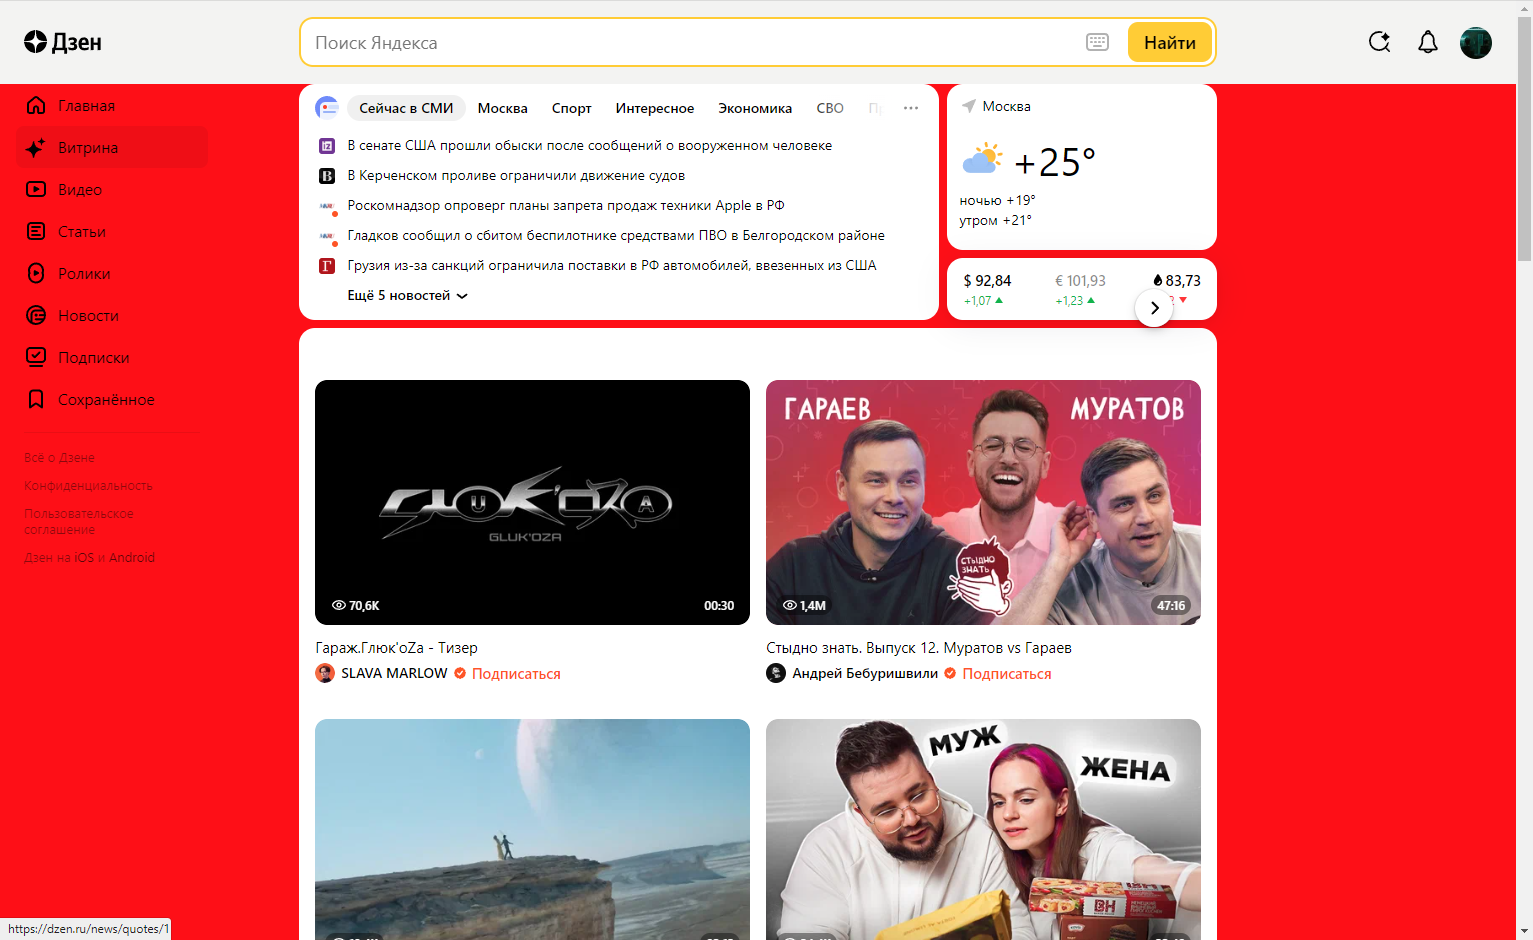 Дзен
Поиск Яндекса
Найти
Главная
Витрина
Видео
Статьи
Ролики
Новости
Подписки
Сохранённое
Всё о Дзене
Конфиденциальность
Пользовательское
соглашение
Дзен на iOS и Android
Сейчас в СМИ Москва Спорт Интересное Экономика СВО
В сенате США прошли обыски после сообщений о вооруженном человеке
В Керченском проливе ограничили движение судов
Роскомнадзор опроверг планы запрета продаж техники Apple в РФ
Гладков сообщил о сбитом беспилотнике средствами ПВО в Белгородском районе
Грузия из-за санкций ограничила поставки в РФ автомобилей, ввезенных из США
Ещё 5 новостей
Москва
+25°
ночью +19°
утром +21°
$ 92,84 € 101,93 83,73
+1,07 +1,23
GLUK'OZA
70,6K 00:30
Гараж.Глюк'oZa - Тизер
SLAVA MARLOW Подписаться
ГАРАЕВ МУРАТОВ
СТЫДНО
ЗНАТЬ
1,4M 47:16
Стыдно знать. Выпуск 12. Муратов vs Гараев
Андрей Бебуришвили Подписаться
МУЖ
ЖЕНА
ВН
https://dzen.ru/news/quotes/1